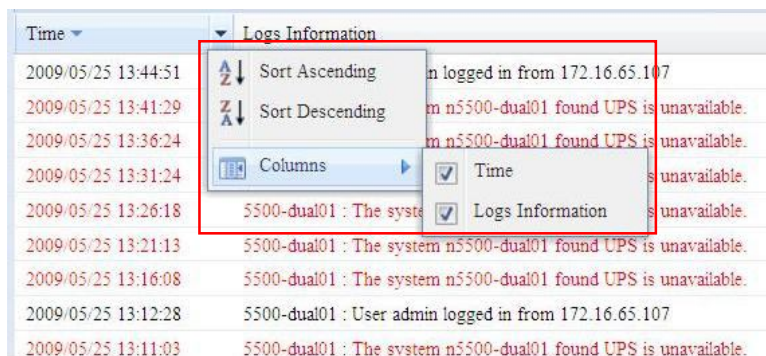 Time Logs Information
2009/05/25 13:44:51 Sort Ascending n logged in from 172.16.65.107
2009/05/25 13:41:29 Sort Descending m n5500-dual01 found UPS is unavailable.
2009/05/25 13:36:24 m n5500-dual01 found UPS is unavailable.
2009/05/25 13:31:24 Columns Time s unavailable.
2009/05/25 13:26:18 5500-dual01 : The syste Logs Information s unavailable.
2009/05/25 13:21:13 5500-dual01 : The system n5500-dual01 found UPS is unavailable.
2009/05/25 13:16:08 5500-dual01 : The system n5500-dual01 found UPS is unavailable.
2009/05/25 13:12:28 5500-dual01 : User admin logged in from 172.16.65.107
2009/05/25 13:11:03 5500-dual01 : The system n5500-dual01 found UPS is unavailable.